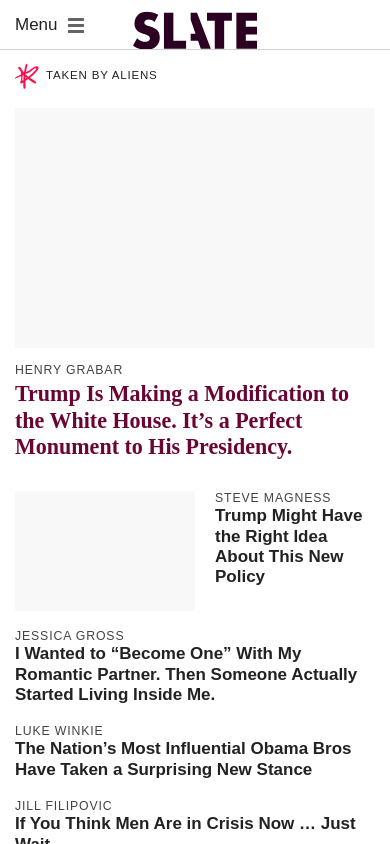 Menu
SLATE
TAKEN BY ALIENS
HENRY GRABAR
Trump Is Making a Modification to
the White House. It’s a Perfect
Monument to His Presidency.
STEVE MAGNESS
Trump Might Have
the Right Idea
About This New
Policy
JESSICA GROSS
I Wanted to “Become One” With My
Romantic Partner. Then Someone Actually
Started Living Inside Me.
LUKE WINKIE
The Nation’s Most Influential Obama Bros
Have Taken a Surprising New Stance
JILL FILIPOVIC
If You Think Men Are in Crisis Now … Just
Wait